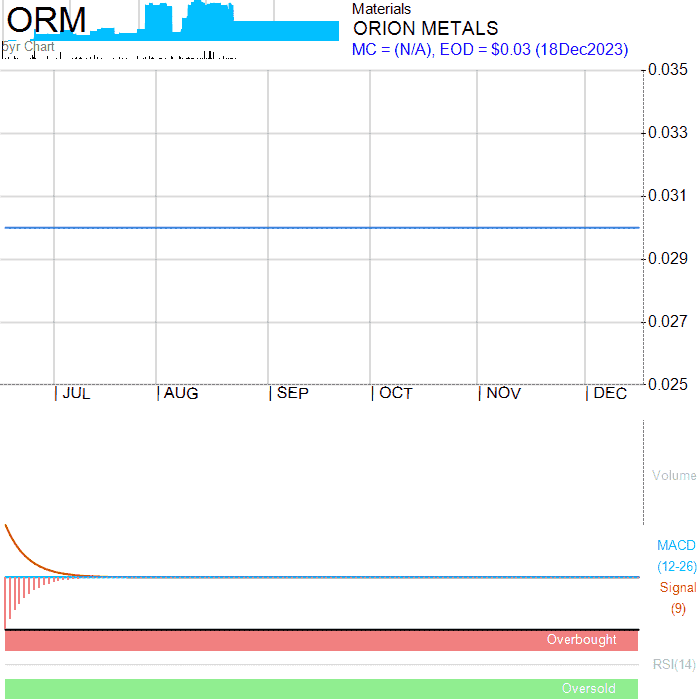 ORM
Materials
ORION METALS
MC = (N/A), EOD = $0.03 (18Dec2023)
Chart
0.035
0.033
0.031
0.029
0.027
0.025
JUL
AUG
SEP
OCT
NOV
DEC
Volume
MACD
(12-26)
Signal
(9)
Overbought
RSI(14)
Oversold